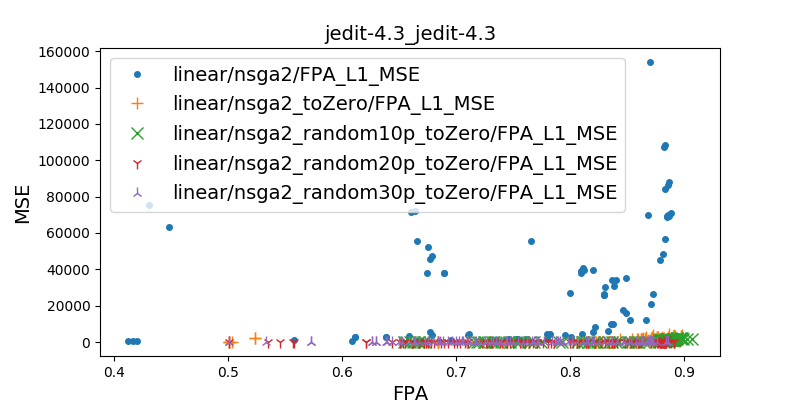 jedit-4.3_jedit-4.3
160000
140000
120000
100000
80000
60000
40000
20000
0
MSE
linear/nsga2/FPA_L1_MSE
linear/nsga2_toZero/FPA_L1_MSE
linear/nsga2_random10p_toZero/FPA_L1_MSE
linear/nsga2_random20p_toZero/FPA_L1_MSE
linear/nsga2_random30p_toZero/FPA_L1_MSE
0.4 0.5 0.6 0.7 0.8 0.9
FPA